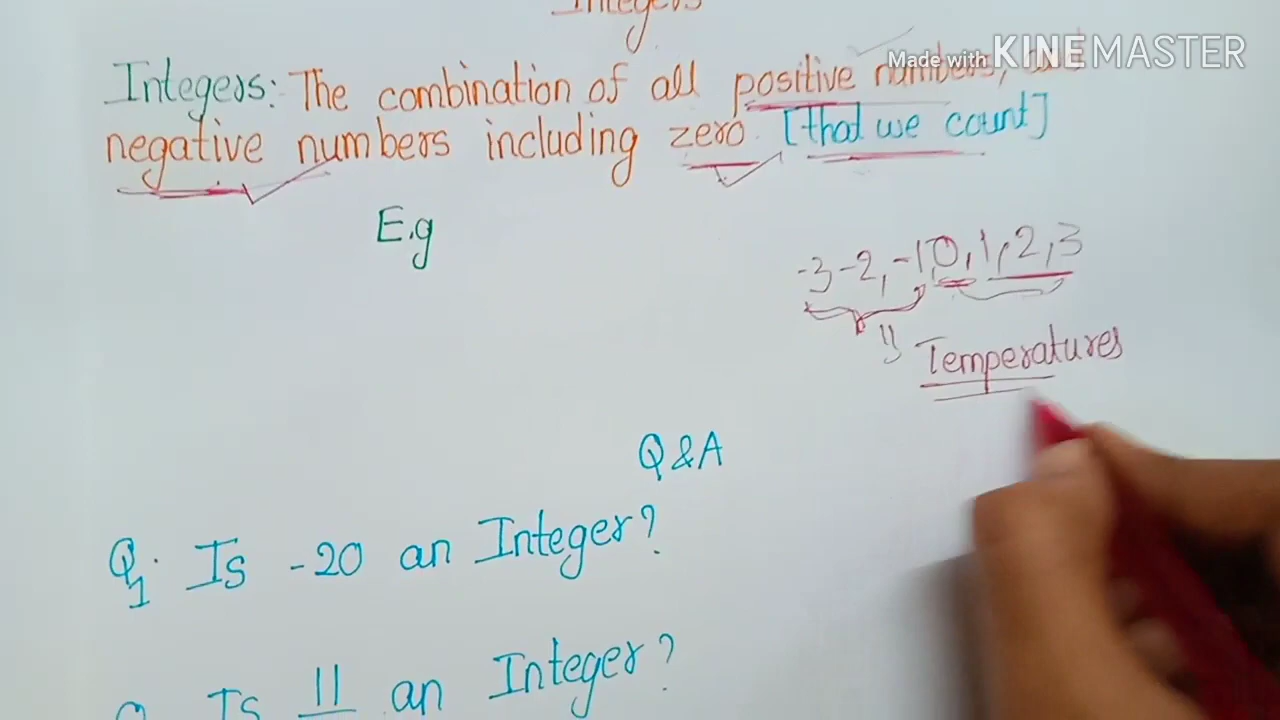 Integers
Made with KINEMASTER
Integers: The combination of all positive numbers, and
negative numbers including zero. [that we count]
E.g
-3 -2, -1, 0, 1, 2, 3
Temperatures
Q & A
Q1. Is -20 an Integer?
Q Is 11 an Integer?